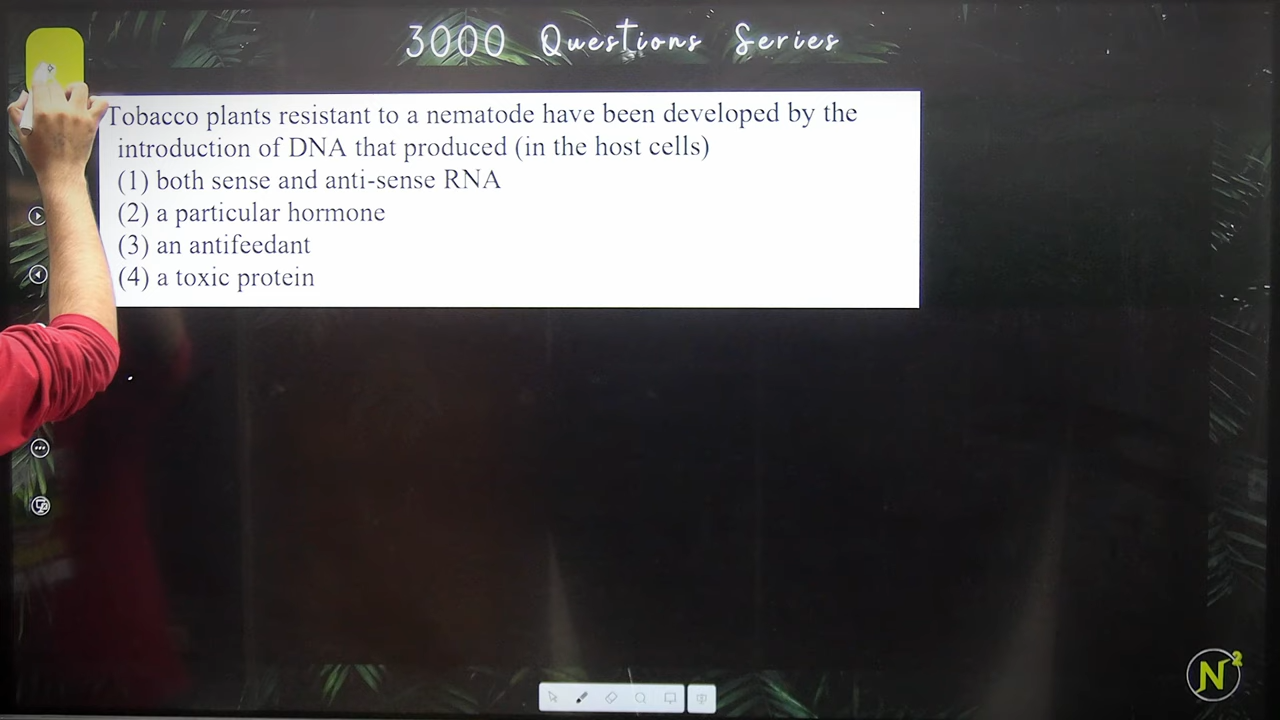 3000 Questions Series
Tobacco plants resistant to a nematode have been developed by the
introduction of DNA that produced (in the host cells)
(1) both sense and anti-sense RNA
(2) a particular hormone
(3) an antifeedant
(4) a toxic protein
N²